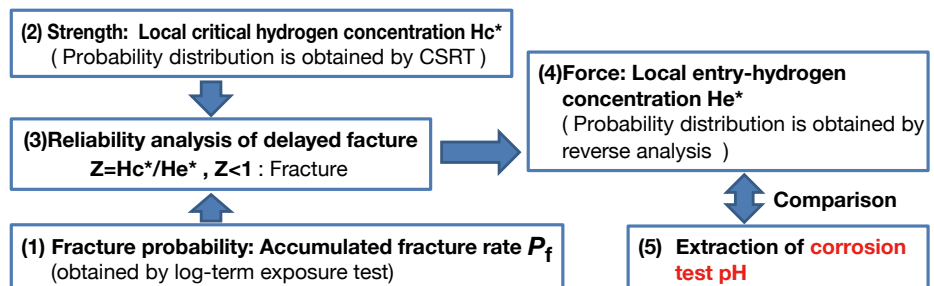 (2) Strength: Local critical hydrogen concentration Hc*
( Probability distribution is obtained by CSRT )
(4)Force: Local entry-hydrogen
concentration He*
( Probability distribution is obtained by
reverse analysis )
(3)Reliability analysis of delayed facture
Z=Hc*/He* , Z<1 : Fracture
Comparison
(1) Fracture probability: Accumulated fracture rate Pf
(obtained by log-term exposure test)
(5) Extraction of corrosion
test pH